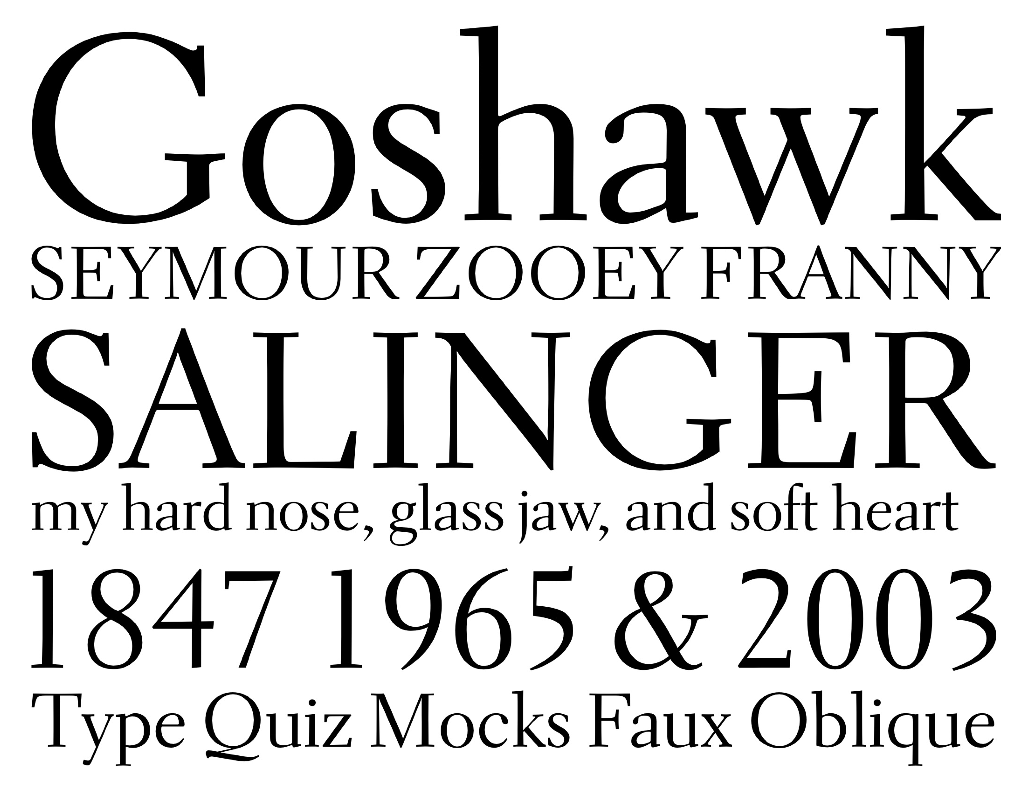 Goshawk
SEYMOUR ZOOEY FRANNY
SALINGER
my hard nose, glass jaw, and soft heart
1847 1965 & 2003
Type Quiz Mocks Faux Oblique